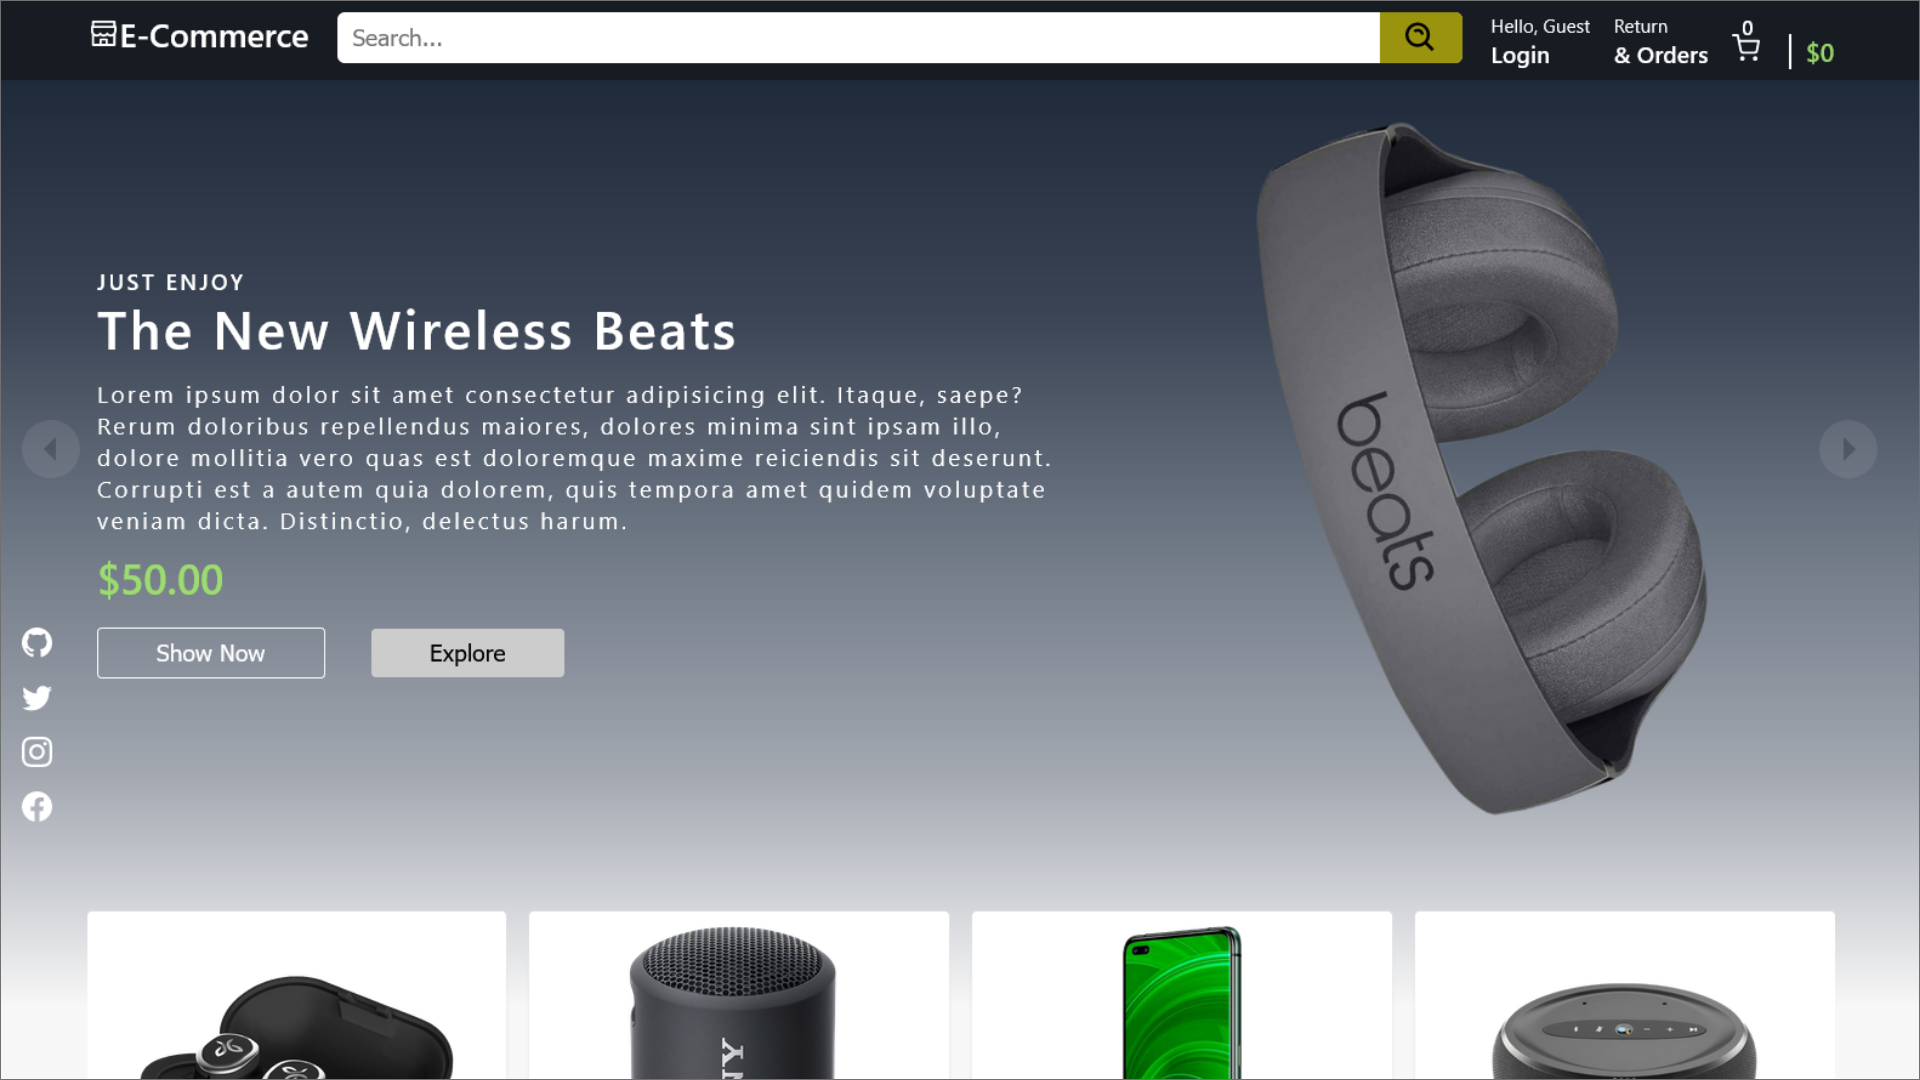 E-Commerce
Search...
Hello, Guest
Login
Return
& Orders
0
$0
JUST ENJOY
The New Wireless Beats
Lorem ipsum dolor sit amet consectetur adipisicing elit. Itaque, saepe?
Rerum doloribus repellendus maiores, dolores minima sint ipsam illo,
dolore mollitia vero quas est doloremque maxime reiciendis sit deserunt.
Corrupti est a autem quia dolorem, quis tempora amet quidem voluptate
veniam dicta. Distinctio, delectus harum.
$50.00
Show Now
Explore
beats
NY